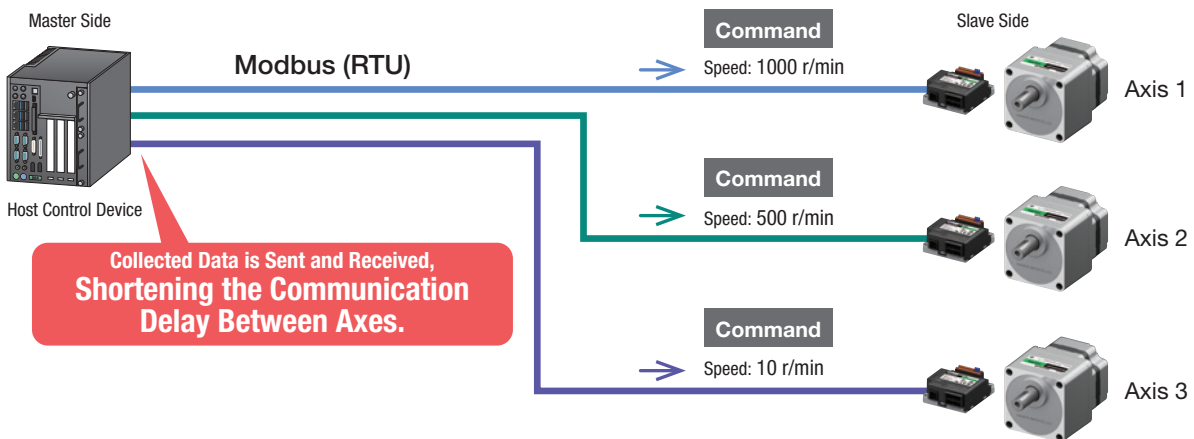 Master Side
Command
Slave Side
Modbus (RTU)
Speed: 1000 r/min
Axis 1
Command
Host Control Device
Speed: 500 r/min
Axis 2
Collected Data is Sent and Received,
Shortening the Communication
Delay Between Axes.
Command
Speed: 10 r/min
Axis 3